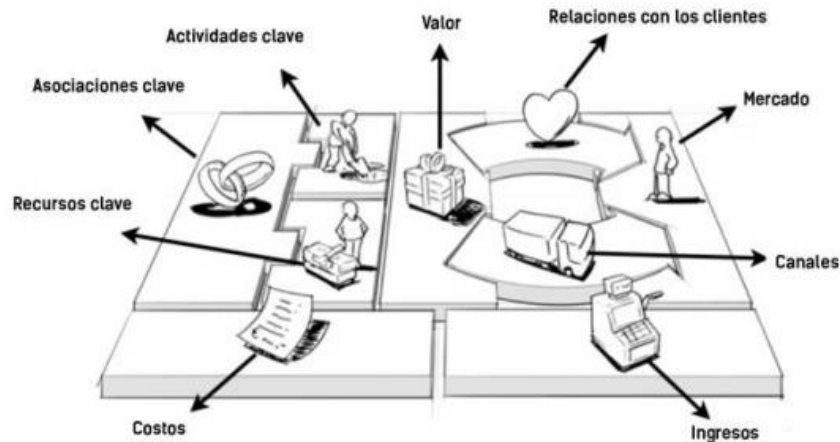 Relaciones con los clientes
Valor
Actividades clave
Asociaciones clave
Mercado
Recursos clave
Canales
Costos
Ingresos